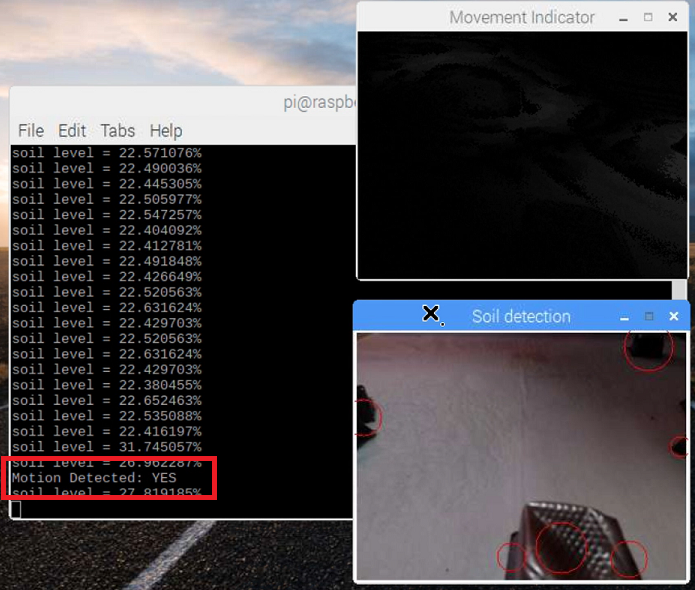 Movement Indicator
pi@raspbe
File Edit Tabs Help
soil level = 22.571076%
soil level = 22.490036%
soil level = 22.445305%
soil level = 22.505977%
soil level = 22.547257%
soil level = 22.404092%
soil level = 22.412781%
soil level = 22.491848%
soil level = 22.426649%
soil level = 22.520563%
soil level = 22.631624%
soil level = 22.429703%
soil level = 22.520563%
soil level = 22.631624%
soil level = 22.429703%
soil level = 22.380455%
soil level = 22.652463%
soil level = 22.535088%
soil level = 22.416197%
soil level = 31.745057%
soil level = 26.962287%
Motion Detected: YES
soil level = 27.819185%
Soil detection